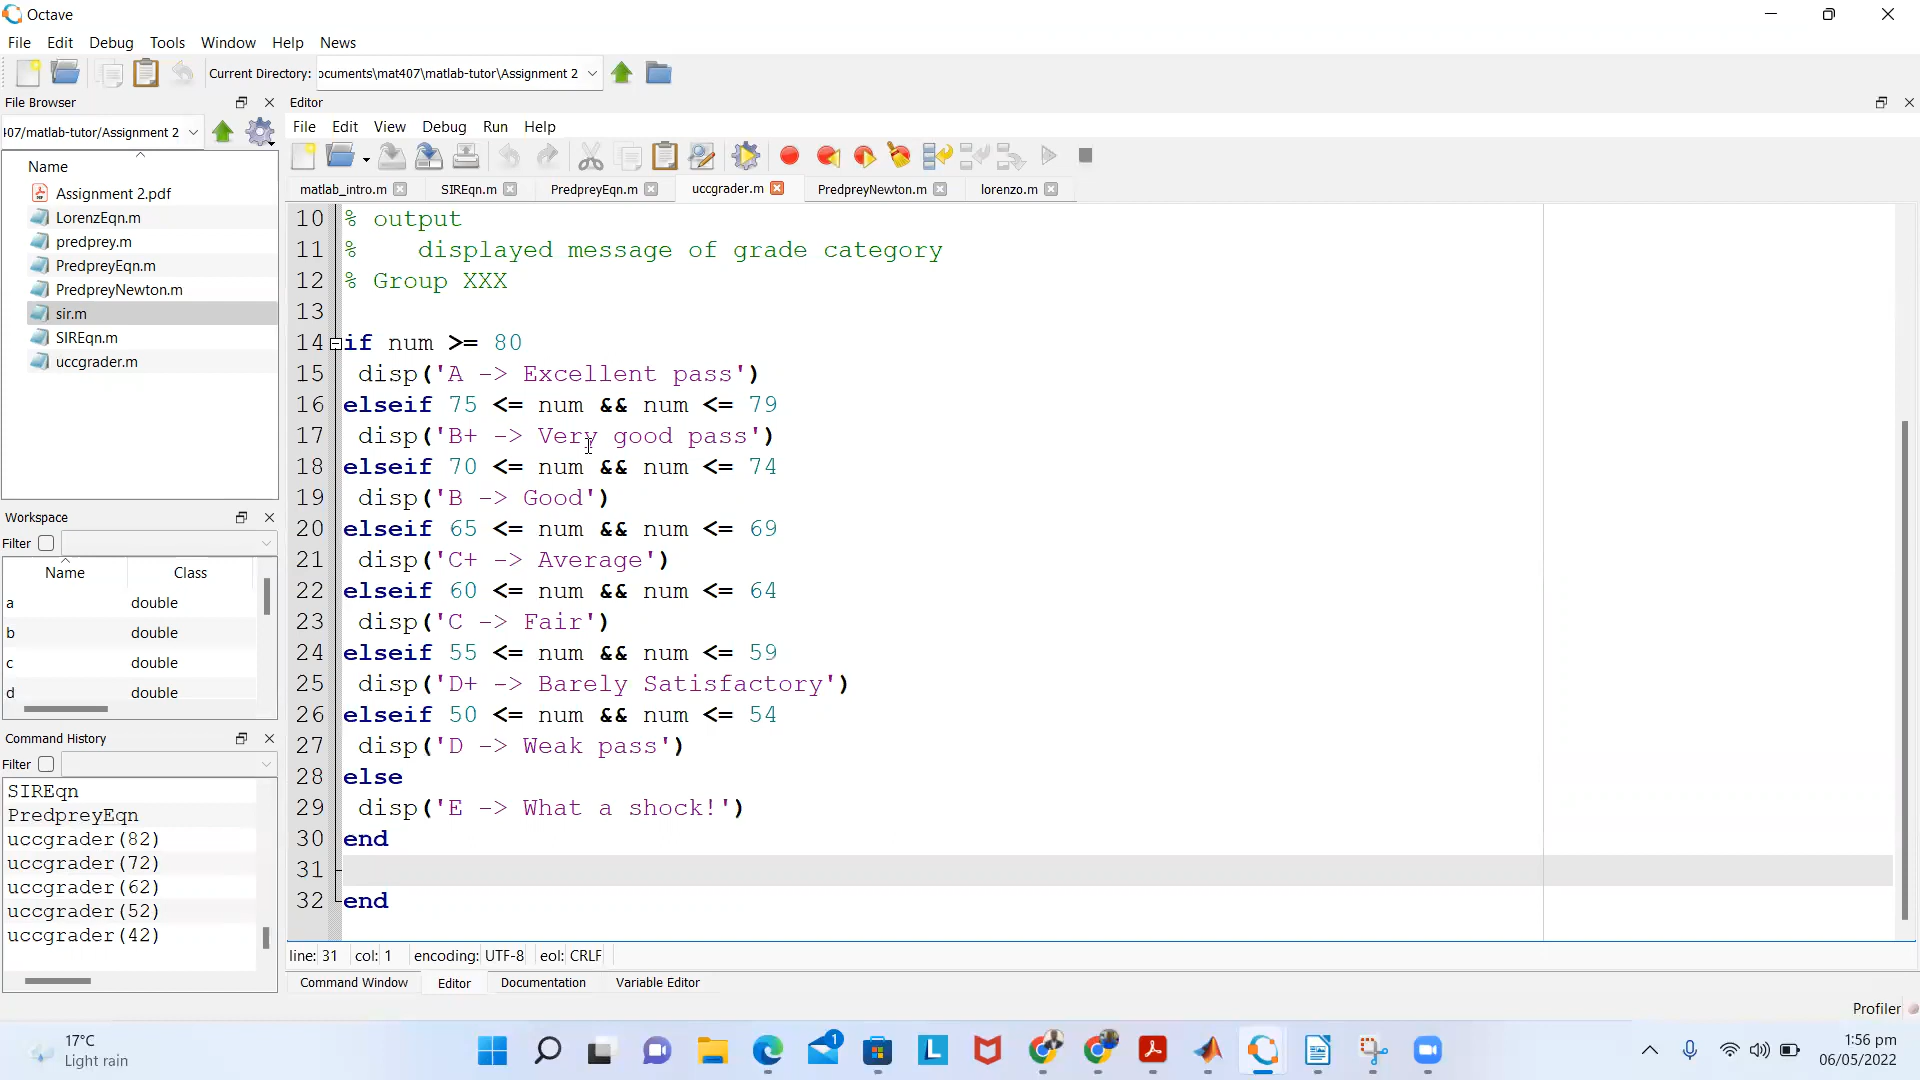 Octave
File Edit Debug Tools Window Help News
Current Directory: ocuments\mat407\matlab-tutor\Assignment 2
File Browser
Editor
407/matlab-tutor/Assignment 2
File Edit View Debug Run Help
Name
matlab_intro.m SIREqn.m PredpreyEqn.m uccgrader.m PredpreyNewton.m lorenzo.m
Assignment 2.pdf
LorenzEqn.m
predprey.m
PredpreyEqn.m
PredpreyNewton.m
sir.m
SIREqn.m
uccgrader.m
10 % output
11 % displayed message of grade category
12 % Group XXX
13
14 if num >= 80
15 disp('A -> Excellent pass')
16 elseif 75 <= num && num <= 79
17 disp('B+ -> Very good pass')
18 elseif 70 <= num && num <= 74
19 disp('B -> Good')
20 elseif 65 <= num && num <= 69
21 disp('C+ -> Average')
22 elseif 60 <= num && num <= 64
23 disp('C -> Fair')
24 elseif 55 <= num && num <= 59
25 disp('D+ -> Barely Satisfactory')
26 elseif 50 <= num && num <= 54
27 disp('D -> Weak pass')
28 else
29 disp('E -> What a shock!')
30 end
31
32 end
Workspace
Filter
Name Class
a double
b double
c double
d double
Command History
Filter
SIREqn
PredpreyEqn
uccgrader(82)
uccgrader(72)
uccgrader(62)
uccgrader(52)
uccgrader(42)
line: 31 col: 1 encoding: UTF-8 eol: CRLF
Command Window Editor Documentation Variable Editor
Profiler
17°C
Light rain
1
L
1:56 pm
06/05/2022